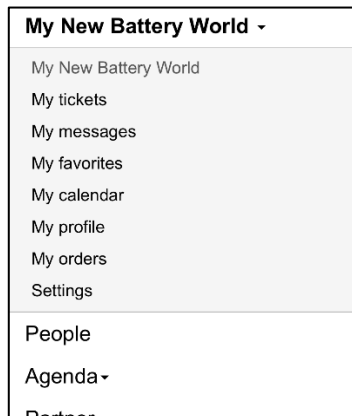 My New Battery World
My New Battery World
My tickets
My messages
My favorites
My calendar
My profile
My orders
Settings
People
Agenda
Partner